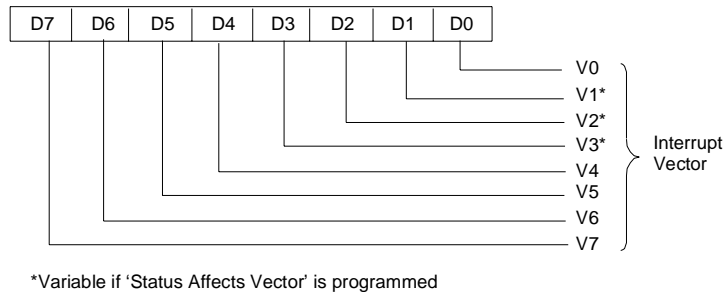 D7 D6 D5 D4 D3 D2 D1 D0
V0
V1*
V2*
V3*
V4
V5
V6
V7
Interrupt
Vector
*Variable if ‘Status Affects Vector’ is programmed